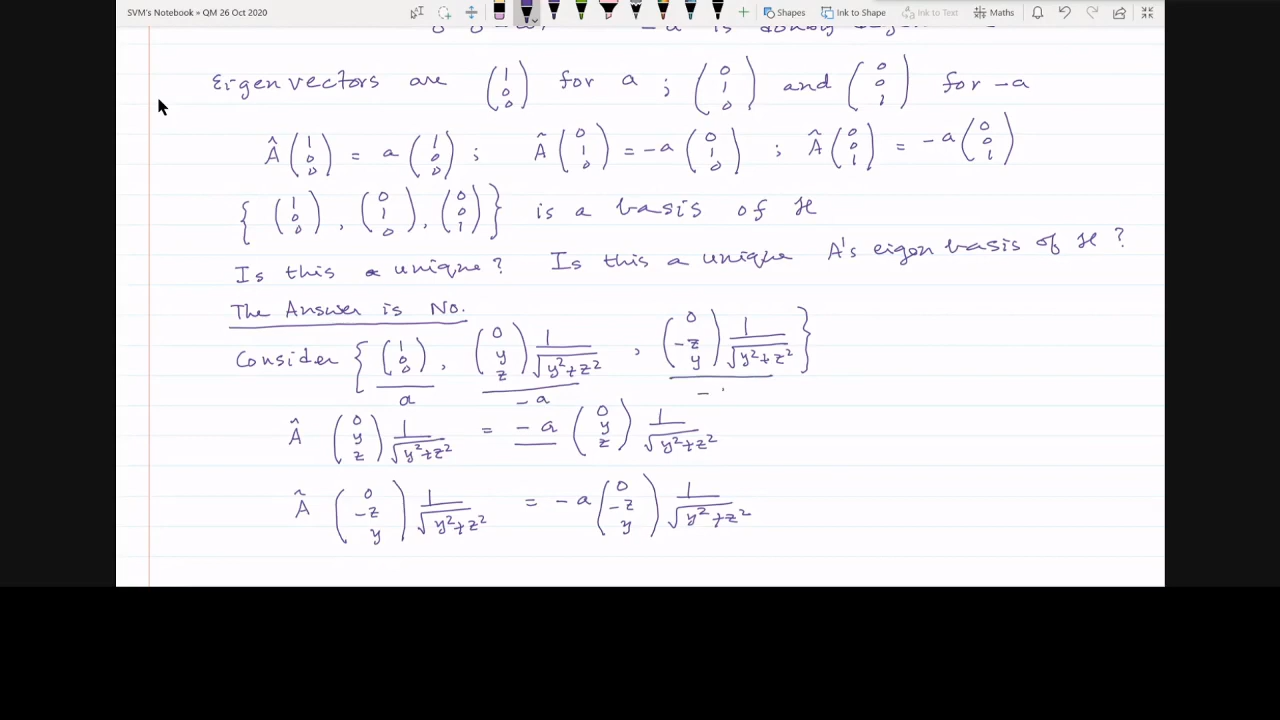 SVM's Notebook » QM 26 Oct 2020
Shapes Ink to Shape Ink to Text Maths
-a is doubly
Eigenvectors are (1 0 0) for a ; (0 1 0) and (0 0 1) for -a
Â (1 0 0) = a (1 0 0) ; Â (0 1 0) = -a (0 1 0) ; Â (0 0 1) = -a (0 0 1)
{ (1 0 0), (0 1 0), (0 0 1) } is a basis of ℋ
Is this a unique? Is this a unique A's eigen basis of ℋ ?
The Answer is No.
Consider { (1 0 0), (0 y z) 1/√(y²+z²) , (0 -z y) 1/√(y²+z²) }
a -a -
Â (0 y z) 1/√(y²+z²) = -a (0 y z) 1/√(y²+z²)
Â (0 -z y) 1/√(y²+z²) = -a (0 -z y) 1/√(y²+z²)